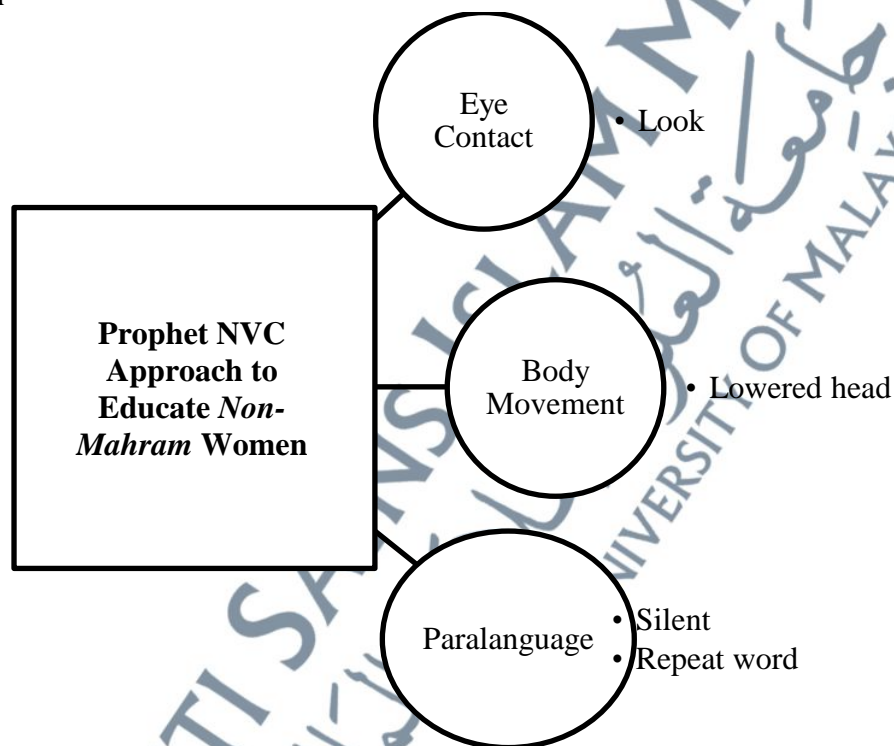 Eye
Contact
• Look
Prophet NVC
Approach to
Educate Non-
Mahram Women
Body
Movement
• Lowered head
Paralanguage
• Silent
• Repeat word